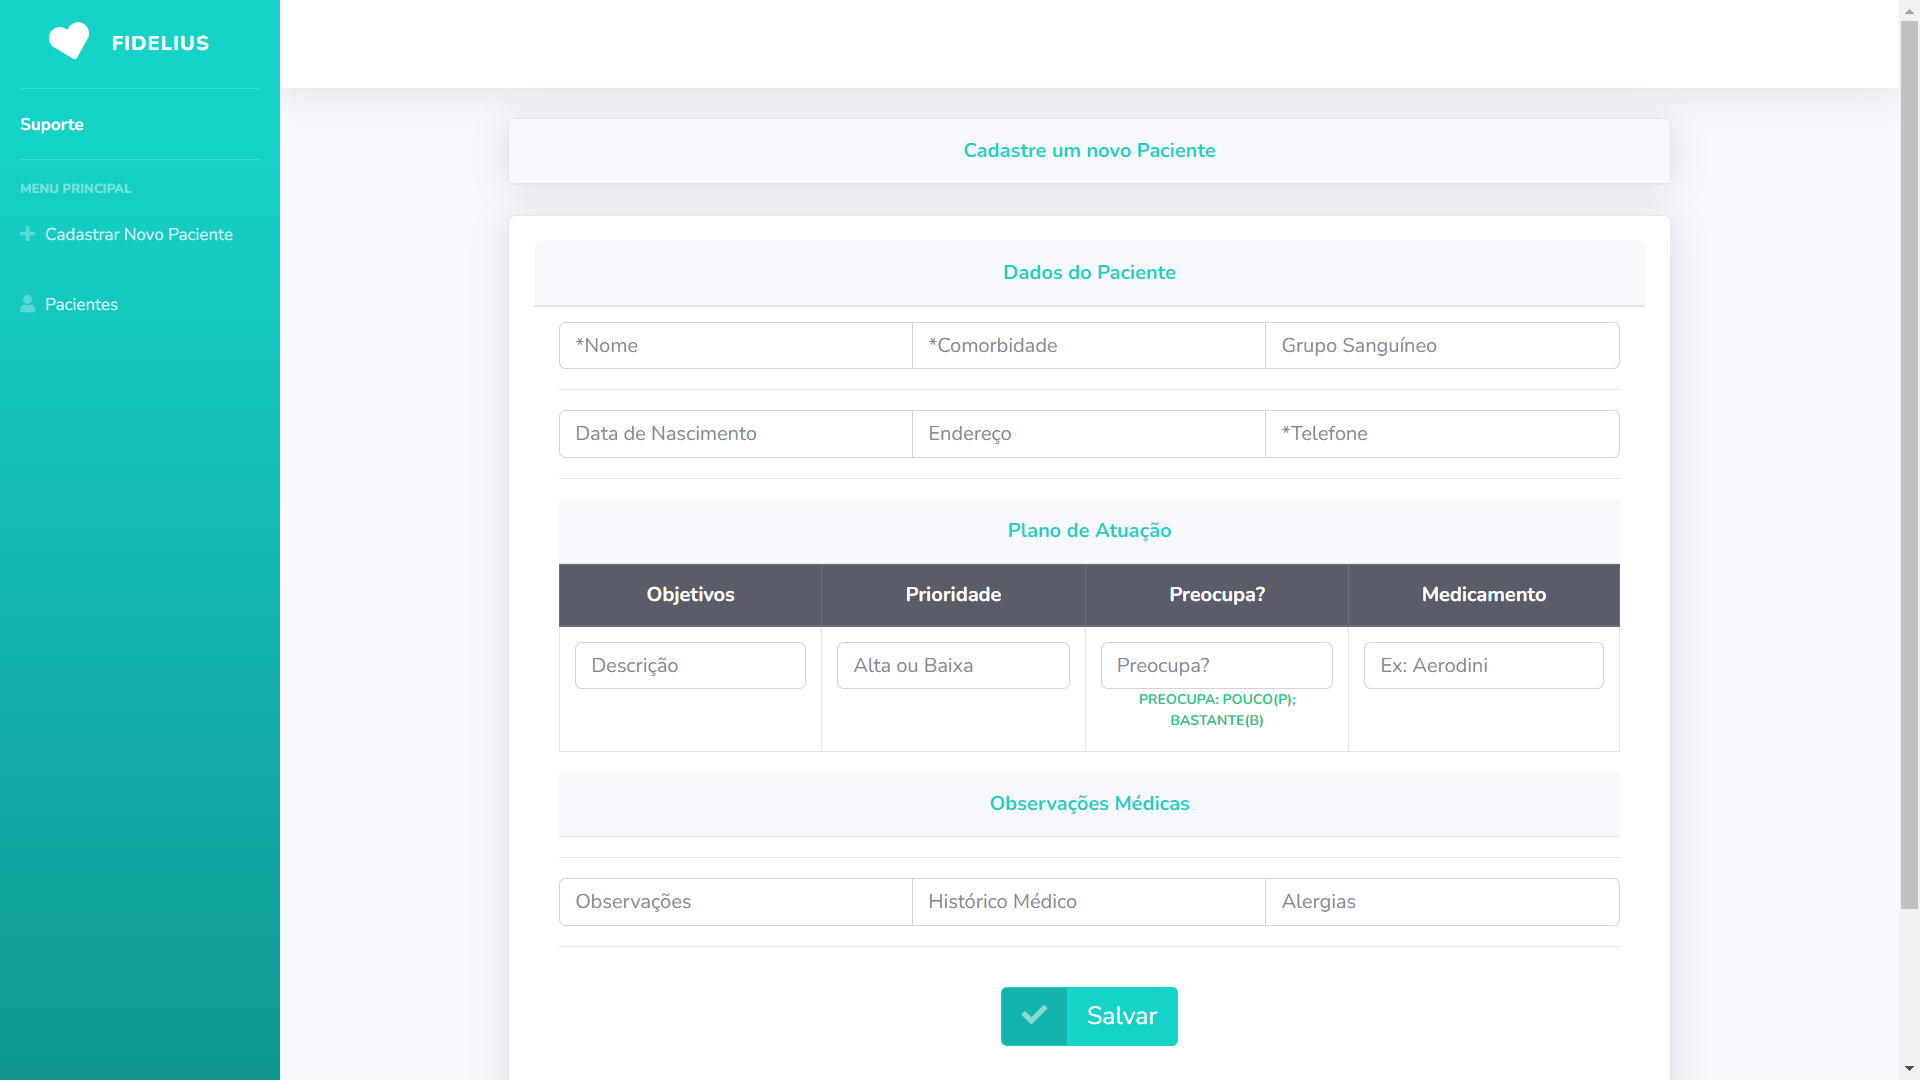 FIDELIUS
Suporte
MENU PRINCIPAL
Cadastrar Novo Paciente
Pacientes
Cadastre um novo Paciente
Dados do Paciente
*Nome *Comorbidade Grupo Sanguíneo
Data de Nascimento Endereço *Telefone
Plano de Atuação
Objetivos Prioridade Preocupa? Medicamento
Descrição Alta ou Baixa Preocupa? Ex: Aerodini
PREOCUPA: POUCO(P);
BASTANTE(B)
Observações Médicas
Observações Histórico Médico Alergias
Salvar